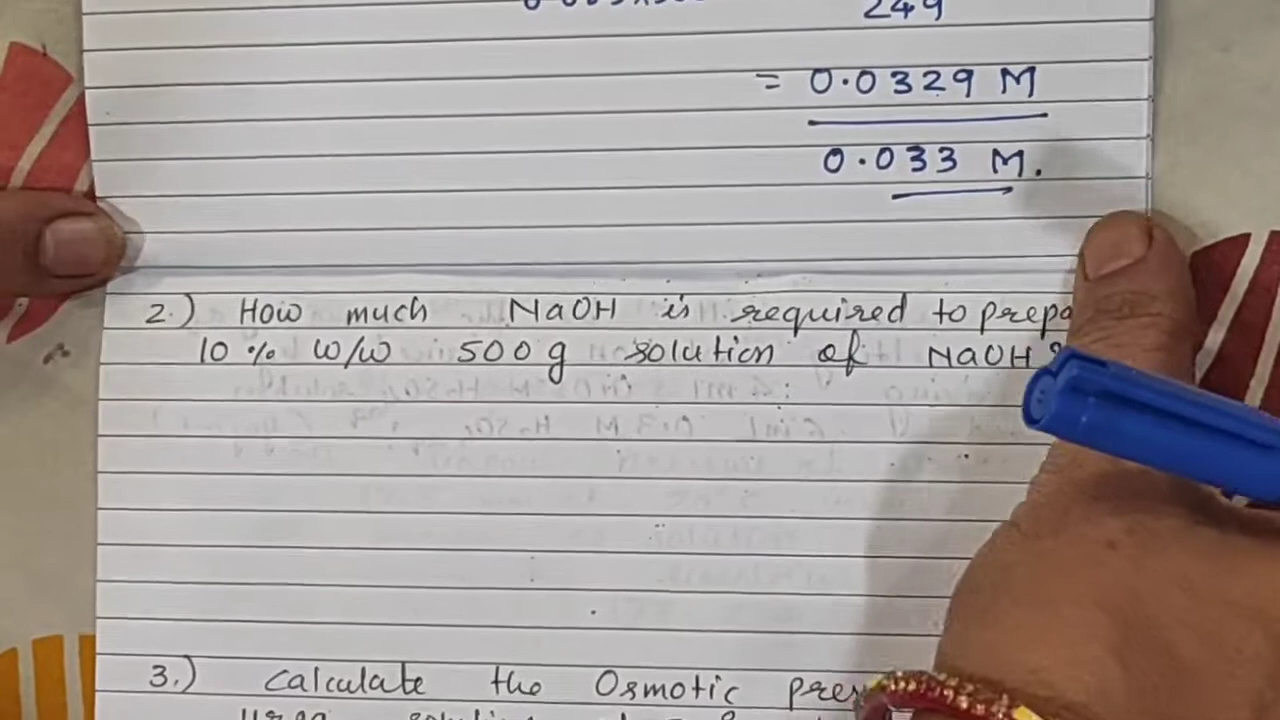 249
= 0.0329 M
0.033 M.
2.) How much NaOH is required to prepa
10 % W/W 500 g solution of NaOH?
3.) Calculate the Osmotic pres